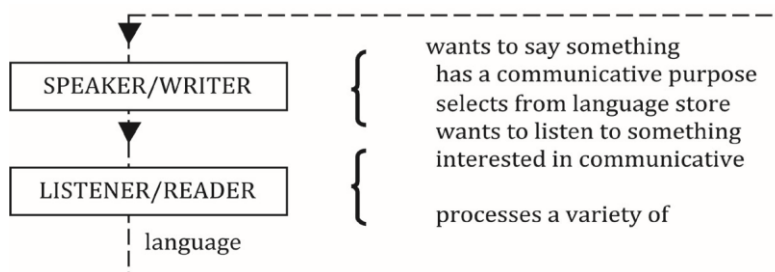 wants to say something
SPEAKER/WRITER
has a communicative purpose
selects from language store
wants to listen to something
LISTENER/READER
interested in communicative
processes a variety of
language